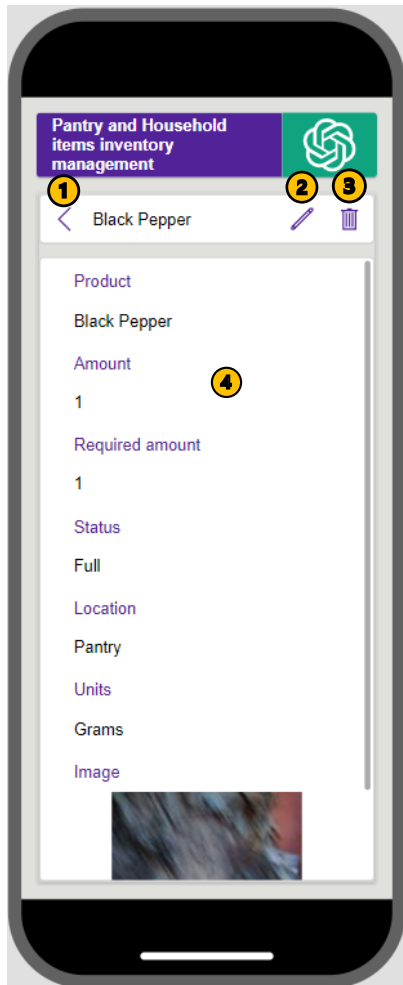 Pantry and Household
items inventory
management
1
2
3
Black Pepper
Product
Black Pepper
Amount
4
1
Required amount
1
Status
Full
Location
Pantry
Units
Grams
Image